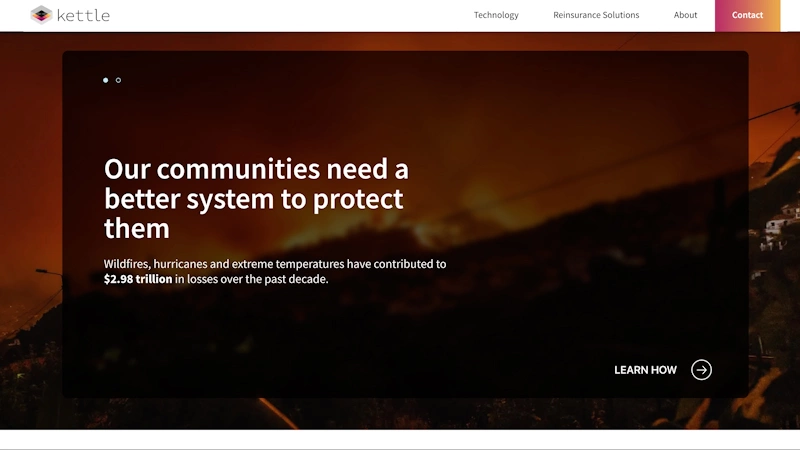 kettle
Technology
Reinsurance Solutions
About
Contact
Our communities need a
better system to protect
them
Wildfires, hurricanes and extreme temperatures have contributed to
$2.98 trillion in losses over the past decade.
LEARN HOW